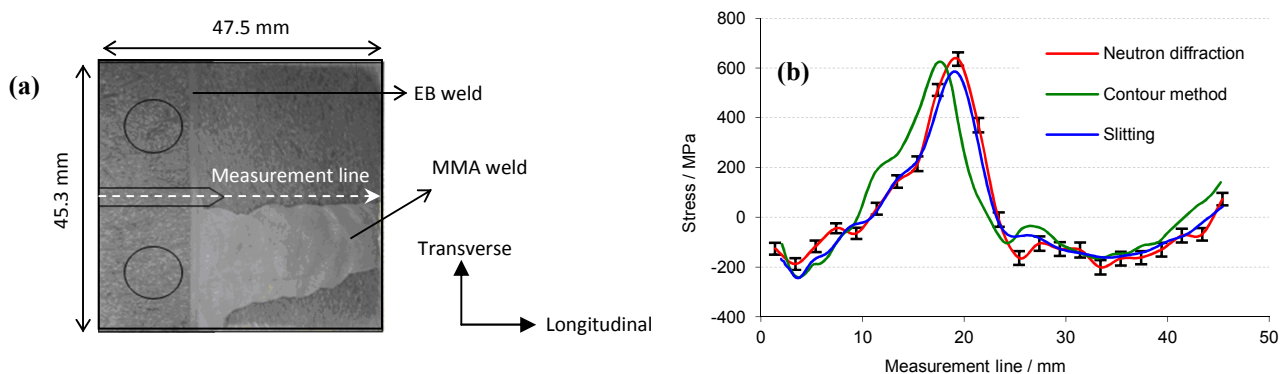 (a)
47.5 mm
45.3 mm
EB weld
MMA weld
Measurement line
Transverse
Longitudinal
(b)
Stress / MPa
800
600
400
200
0
-200
-400
Neutron diffraction
Contour method
Slitting
0 10 20 30 40 50
Measurement line / mm